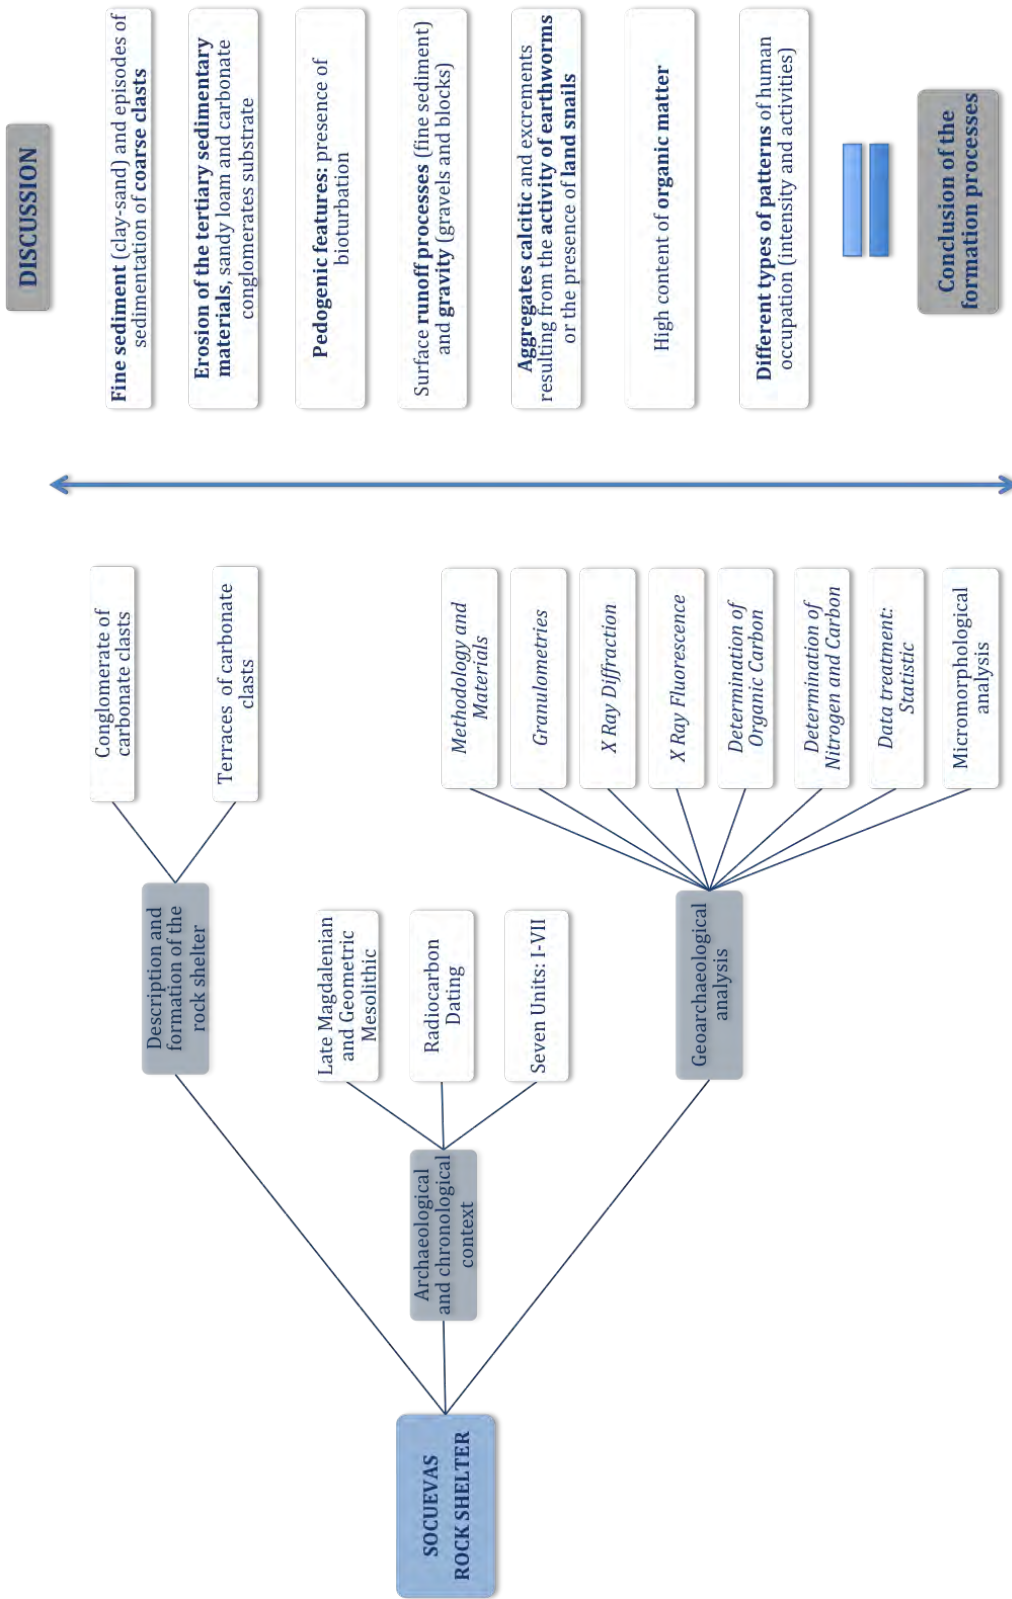 SOCUEVAS
ROCK SHELTER
Description and
formation of the
rock shelter
Conglomerate of
carbonate clasts
Terraces of carbonate
clasts
Archaeological
and chronological
context
Late Magdalenian
and Geometric
Mesolithic
Radiocarbon
Dating
Seven Units: I-VII
Geoarchaeological
analysis
Methodology and
Materials
Granulometries
X Ray Diffraction
X Ray Fluorescence
Determination of
Organic Carbon
Determination of
Nitrogen and Carbon
Data treatment:
Statistic
Micromorphological
analysis
DISCUSSION
Fine sediment (clay-sand) and episodes of
sedimentation of coarse clasts
Erosion of the tertiary sedimentary
materials, sandy loam and carbonate
conglomerates substrate
Pedogenic features: presence of
bioturbation
Surface runoff processes (fine sediment)
and gravity (gravels and blocks)
Aggregates calcitic and excrements
resulting from the activity of earthworms
or the presence of land snails
High content of organic matter
Different types of patterns of human
occupation (intensity and activities)
Conclusion of the
formation processes